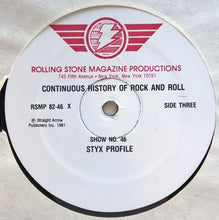 ROLLING STONE MAGAZINE PRODUCTIONS
745 Fifth Avenue • New York, New York 10151
CONTINUOUS HISTORY OF ROCK AND ROLL
RSMP 82-46 X
SIDE THREE
℗ Straight Arrow
Publishers Inc. 1981
SHOW NO. 46
STYX PROFILE